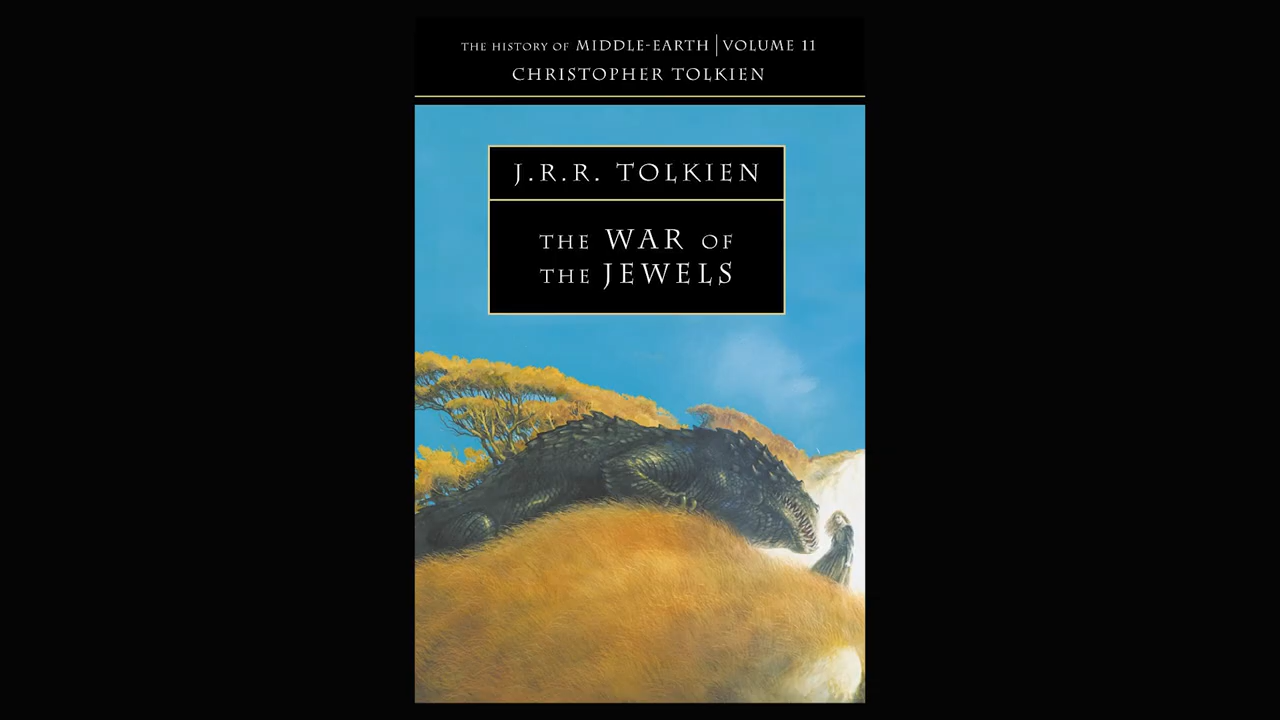 THE HISTORY OF MIDDLE-EARTH | VOLUME 11
CHRISTOPHER TOLKIEN
J.R.R. TOLKIEN
THE WAR OF
THE JEWELS